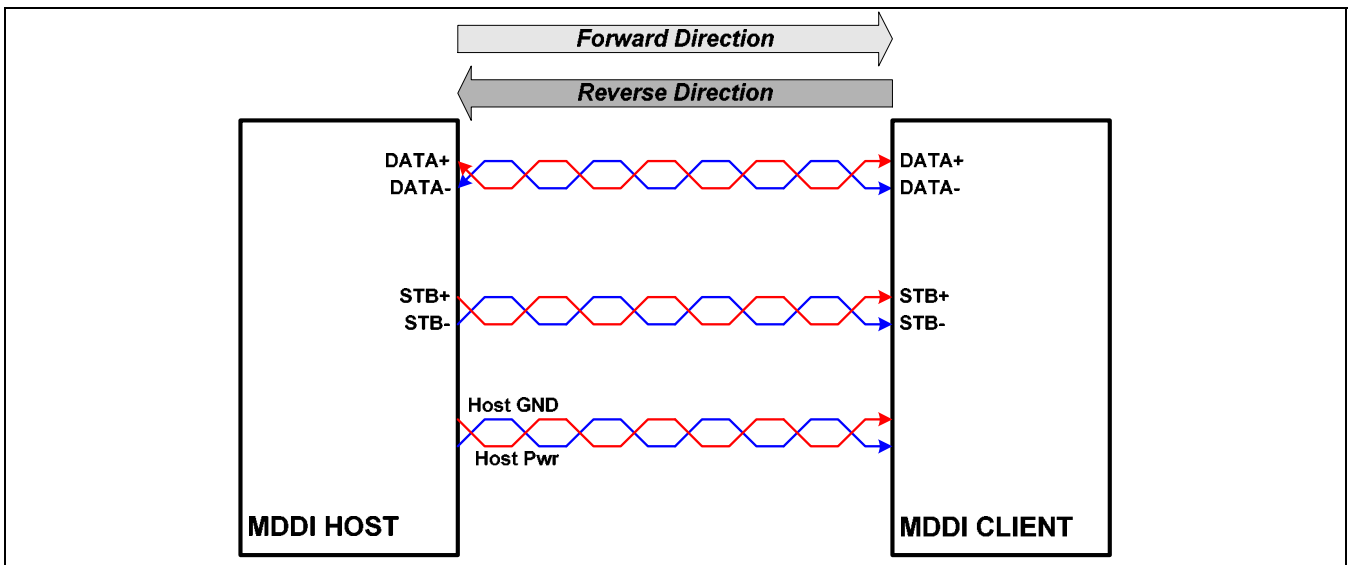 Forward Direction
Reverse Direction
DATA+
DATA-
DATA+
DATA-
STB+
STB-
STB+
STB-
Host GND
Host Pwr
MDDI HOST
MDDI CLIENT